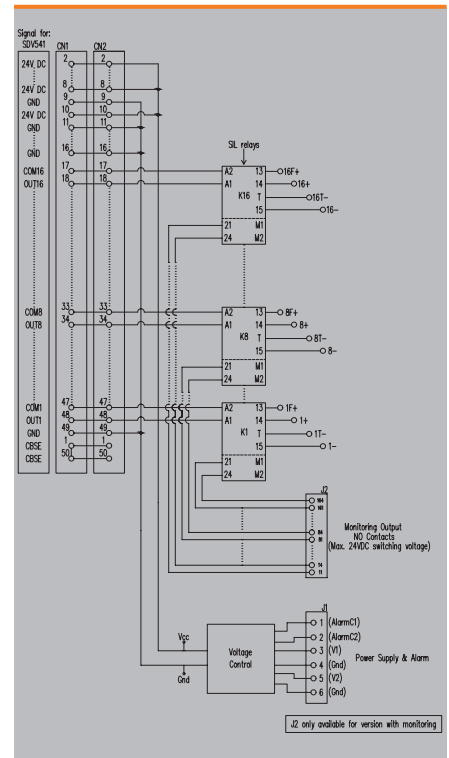 Signal for:
SDV541 CN1 CN2
24V DC 2 2
24V DC 8 8
GND 9 9
24V DC 10 10
GND 11 11
GND 16 16
SIL relays
COM16 17 17 A2 13 16F+
OUT16 18 18 A1 14 16+
K16 T 16T-
15 16-
21 M1
24 M2
COM8 33 33 A2 13 8F+
OUT8 34 34 A1 14 8+
K8 T 8T-
15 8-
21 M1
24 M2
COM1 47 47 A2 13 1F+
OUT1 48 48 A1 14 1+
GND 49 49 K1 T 1T-
CBSE 1 1 15 1-
CBSE 50 50
21 M1
24 M2
J2
Monitoring Output
NO Contacts
(Max. 24VDC switching voltage)
84
81
14
11
J1
1 (AlarmC1)
2 (AlarmC2)
Vcc Voltage 3 (V1)
Control 4 (Gnd) Power Supply & Alarm
Gnd 5 (V2)
6 (Gnd)
J2 only available for version with monitoring